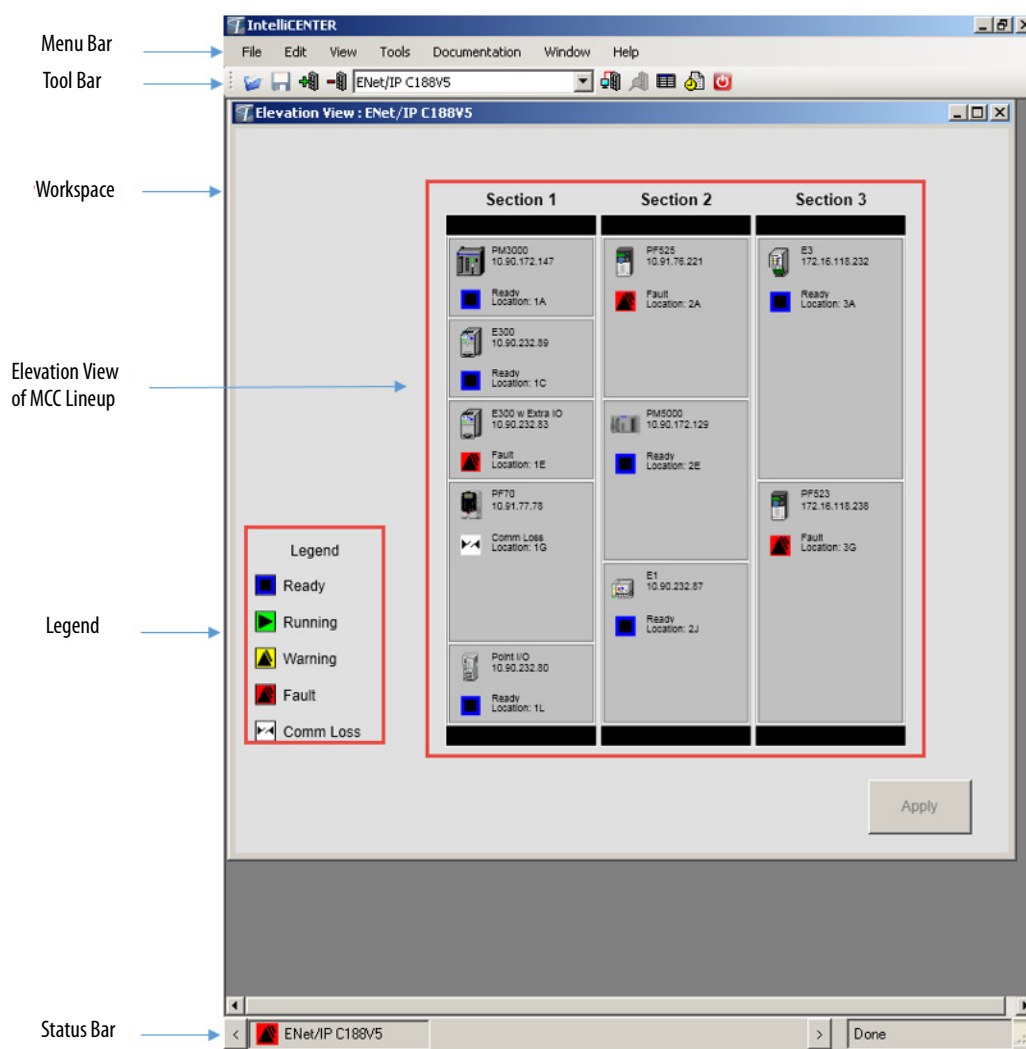 IntelliCENTER
Menu Bar
File Edit View Tools Documentation Window Help
Tool Bar
ENet/IP C188V5
Elevation View : ENet/IP C188V5
Workspace
Section 1
Section 2
Section 3
PM3000
10.90.172.147
Ready
Location: 1A
PF525
10.91.76.221
Fault
Location: 2A
E3
172.16.118.232
Ready
Location: 3A
E300
10.90.232.89
Ready
Location: 1C
Elevation View
of MCC Lineup
E300 w Extra IO
10.90.232.83
Fault
Location: 1E
PM5000
10.90.172.129
Ready
Location: 2E
PF70
10.91.77.78
Comm Loss
Location: 1G
PF523
172.16.118.238
Fault
Location: 3G
E1
10.90.232.87
Ready
Location: 2J
Point I/O
10.90.232.80
Ready
Location: 1L
Legend
Legend
Ready
Running
Warning
Fault
Comm Loss
Apply
Status Bar
< ENet/IP C188V5 > Done